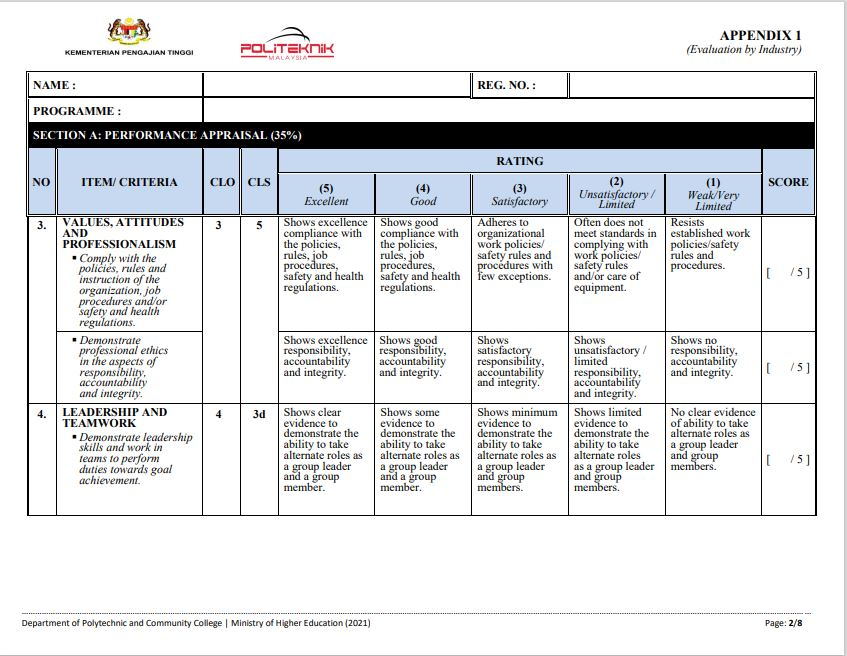 KEMENTERIAN PENGAJIAN TINGGI
POLITEKNIK
MALAYSIA
APPENDIX 1
(Evaluation by Industry)
NAME :
REG. NO. :
PROGRAMME :
SECTION A: PERFORMANCE APPRAISAL (35%)
NO
ITEM/ CRITERIA
CLO
CLS
RATING
SCORE
(5)
Excellent
(4)
Good
(3)
Satisfactory
(2)
Unsatisfactory /
Limited
(1)
Weak/Very
Limited
3.
VALUES, ATTITUDES
AND
PROFESSIONALISM
▪ Comply with the
policies, rules and
instruction of the
organization, job
procedures and/or
safety and health
regulations.
3
5
Shows excellence
compliance with
the policies,
rules, job
procedures,
safety and health
regulations.
Shows good
compliance with
the policies,
rules, job
procedures,
safety and health
regulations.
Adheres to
organizational
work policies/
safety rules and
procedures with
few exceptions.
Often does not
meet standards in
complying with
work policies/
safety rules
and/or care of
equipment.
Resists
established work
policies/safety
rules and
procedures.
[ / 5 ]
▪ Demonstrate
professional ethics
in the aspects of
responsibility,
accountability
and integrity.
Shows excellence
responsibility,
accountability
and integrity.
Shows good
responsibility,
accountability
and integrity.
Shows
satisfactory
responsibility,
accountability
and integrity.
Shows
unsatisfactory /
limited
responsibility,
accountability
and integrity.
Shows no
responsibility,
accountability
and integrity.
[ / 5 ]
4.
LEADERSHIP AND
TEAMWORK
▪ Demonstrate leadership
skills and work in
teams to perform
duties towards goal
achievement.
4
3d
Shows clear
evidence to
demonstrate the
ability to take
alternate roles as
a group leader
and a group
member.
Shows some
evidence to
demonstrate the
ability to take
alternate roles as
a group leader
and a group
member.
Shows minimum
evidence to
demonstrate the
ability to take
alternate roles as
a group leader
and group
members.
Shows limited
evidence to
demonstrate the
ability to take
alternate roles
as a group leader
and group
members.
No clear evidence
of ability to take
alternate roles as
a group leader
and group
members.
[ / 5 ]
Department of Polytechnic and Community College | Ministry of Higher Education (2021)
Page: 2/8